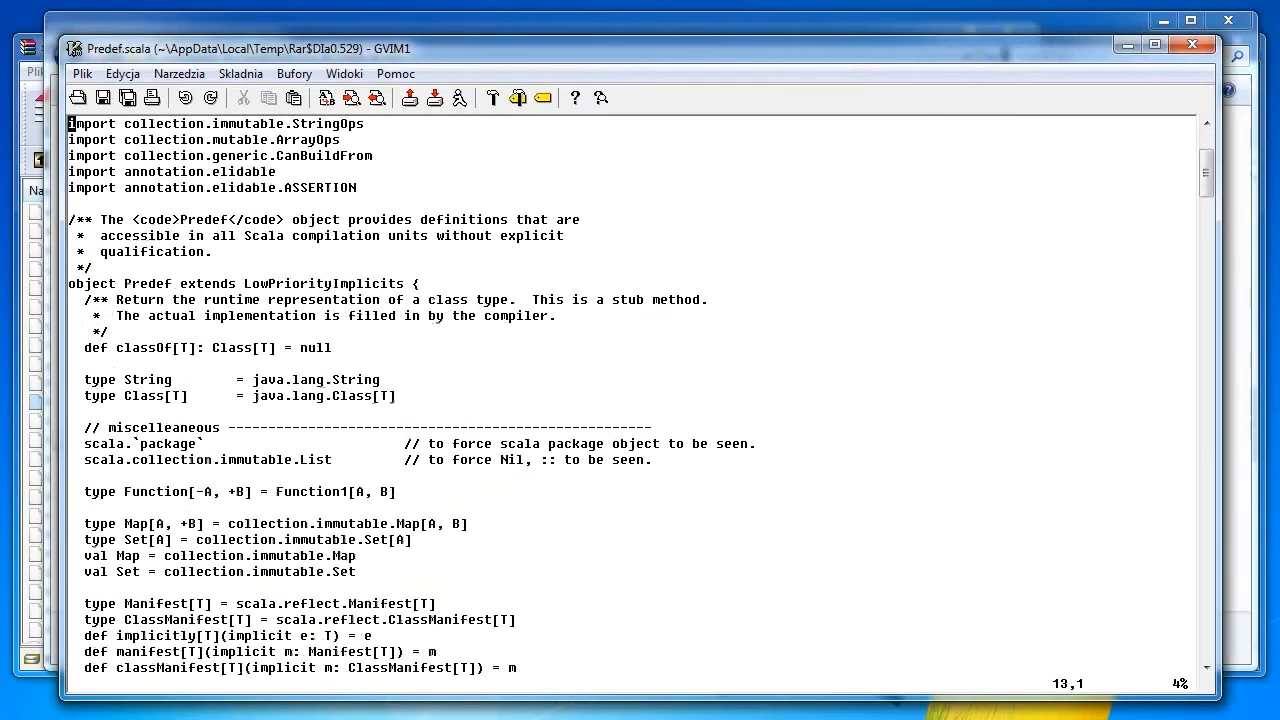 Predef.scala (~\AppData\Local\Temp\Rar$DIa0.529) - GVIM1
Plik
Plik Edycja Narzedzia Skladnia Bufory Widoki Pomoc
Na
import collection.immutable.StringOps
import collection.mutable.ArrayOps
import collection.generic.CanBuildFrom
import annotation.elidable
import annotation.elidable.ASSERTION
/** The <code>Predef</code> object provides definitions that are
 *  accessible in all Scala compilation units without explicit
 *  qualification.
 */
object Predef extends LowPriorityImplicits {
  /** Return the runtime representation of a class type.  This is a stub method.
   *  The actual implementation is filled in by the compiler.
   */
  def classOf[T]: Class[T] = null
  type String        = java.lang.String
  type Class[T]      = java.lang.Class[T]
  // miscelleaneous -----------------------------------------------------
  scala.`package`                         // to force scala package object to be seen.
  scala.collection.immutable.List         // to force Nil, :: to be seen.
  type Function[-A, +B] = Function1[A, B]
  type Map[A, +B] = collection.immutable.Map[A, B]
  type Set[A] = collection.immutable.Set[A]
  val Map = collection.immutable.Map
  val Set = collection.immutable.Set
  type Manifest[T] = scala.reflect.Manifest[T]
  type ClassManifest[T] = scala.reflect.ClassManifest[T]
  def implicitly[T](implicit e: T) = e
  def manifest[T](implicit m: Manifest[T]) = m
  def classManifest[T](implicit m: ClassManifest[T]) = m
13,1 4%